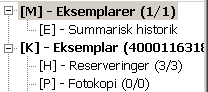 [M] - Eksemplarer (1/1)
[E] - Summarisk historik
[K] - Eksemplar (4000116318
[H] - Reserveringer (3/3)
[P] - Fotokopi (0/0)